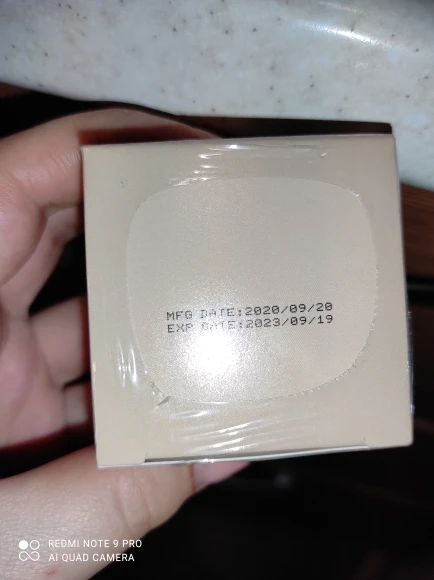 MFG DATE:2020/09/20
EXP DATE:2023/09/19
REDMI NOTE 9 PRO
AI QUAD CAMERA